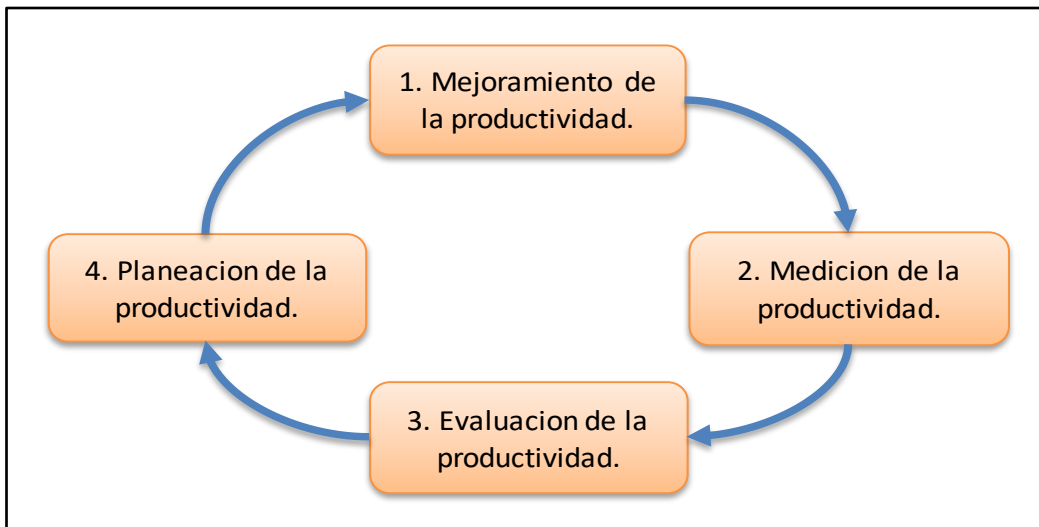 1. Mejoramiento de
la productividad.
2. Medicion de la
productividad.
3. Evaluacion de la
productividad.
4. Planeacion de la
productividad.